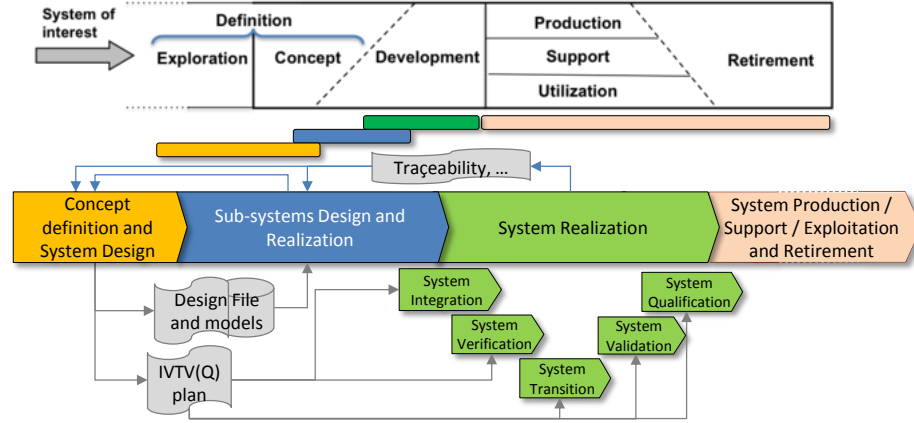 System of
interest
Definition
Exploration
Concept
Development
Production
Support
Utilization
Retirement
Traçeability, ...
Concept
definition and
System Design
Sub-systems Design and
Realization
System Realization
System Production /
Support / Exploitation
and Retirement
Design File
and models
IVTV(Q)
plan
System
Integration
System
Verification
System
Transition
System
Validation
System
Qualification